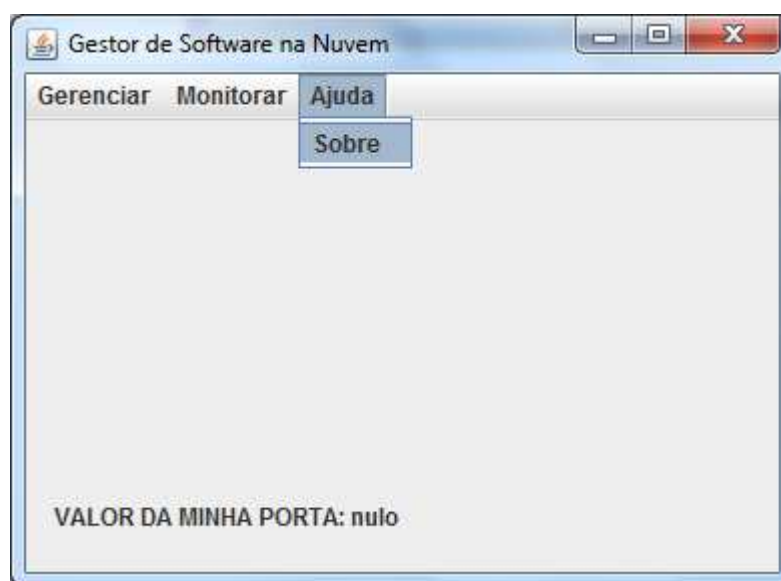 Gestor de Software na Nuvem
Gerenciar Monitorar Ajuda
Sobre
VALOR DA MINHA PORTA: nulo